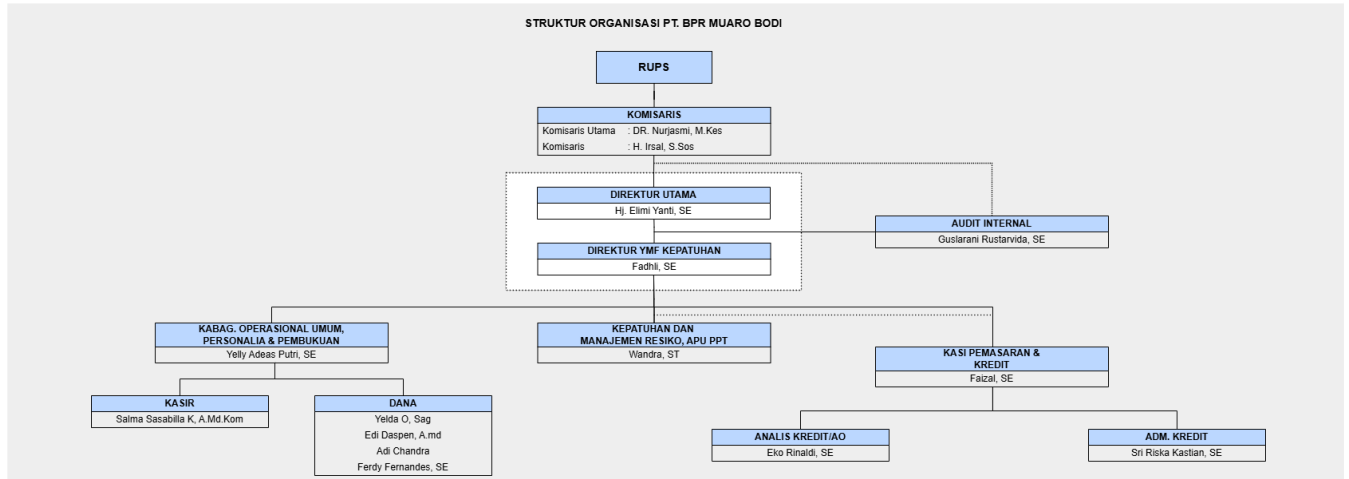 STRUKTUR ORGANISASI PT. BPR MUARO BODI
RUPS
KOMISARIS
Komisaris Utama : DR. Nurjasmi, M.Kes
Komisaris : H. Irsal, S.Sos
DIREKTUR UTAMA
Hj. Elimi Yanti, SE
AUDIT INTERNAL
Guslarani Rustarvida, SE
DIREKTUR YMF KEPATUHAN
Fadhli, SE
KABAG. OPERASIONAL UMUM,
PERSONALIA & PEMBUKUAN
Yelly Adeas Putri, SE
KEPATUHAN DAN
MANAJEMEN RESIKO, APU PPT
Wandra, ST
KASI PEMASARAN &
KREDIT
Faizal, SE
KASIR
Salma Sasabilla K, A.Md.Kom
DANA
Yelda O, Sag
Edi Daspen, A.md
Adi Chandra
Ferdy Fernandes, SE
ANALIS KREDIT/AO
Eko Rinaldi, SE
ADM. KREDIT
Sri Riska Kastian, SE